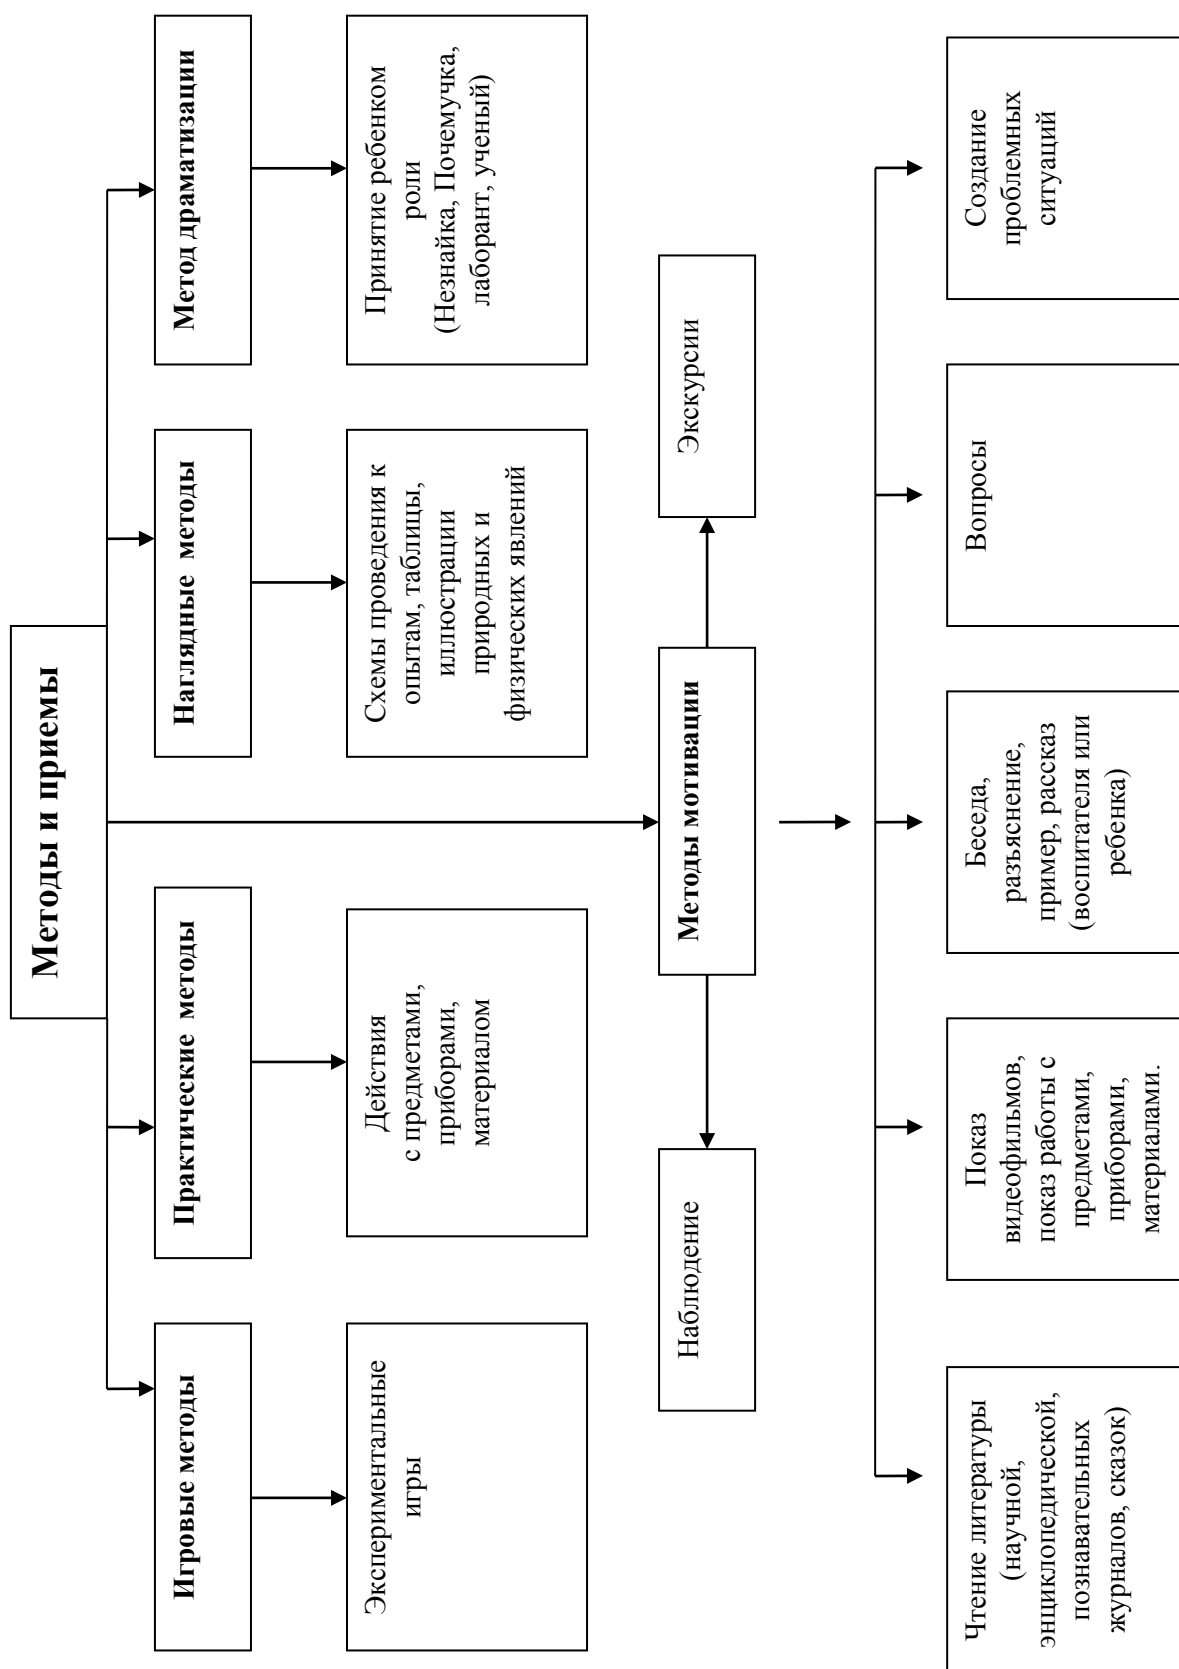 Методы и приемы
Игровые методы
Практические методы
Наглядные методы
Метод драматизации
Экспериментальные
игры
Действия
с предметами,
приборами,
материалом
Схемы проведения к
опытам, таблицы,
иллюстрации
природных и
физических явлений
Принятие ребенком
роли
(Незнайка, Почемучка,
лаборант, ученый)
Наблюдение
Методы мотивации
Экскурсии
Чтение литературы
(научной,
энциклопедической,
познавательных
журналов, сказок)
Показ
видеофильмов,
показ работы с
предметами,
приборами,
материалами.
Беседа,
разъяснение,
пример, рассказ
(воспитателя или
ребенка)
Вопросы
Создание
проблемных
ситуаций